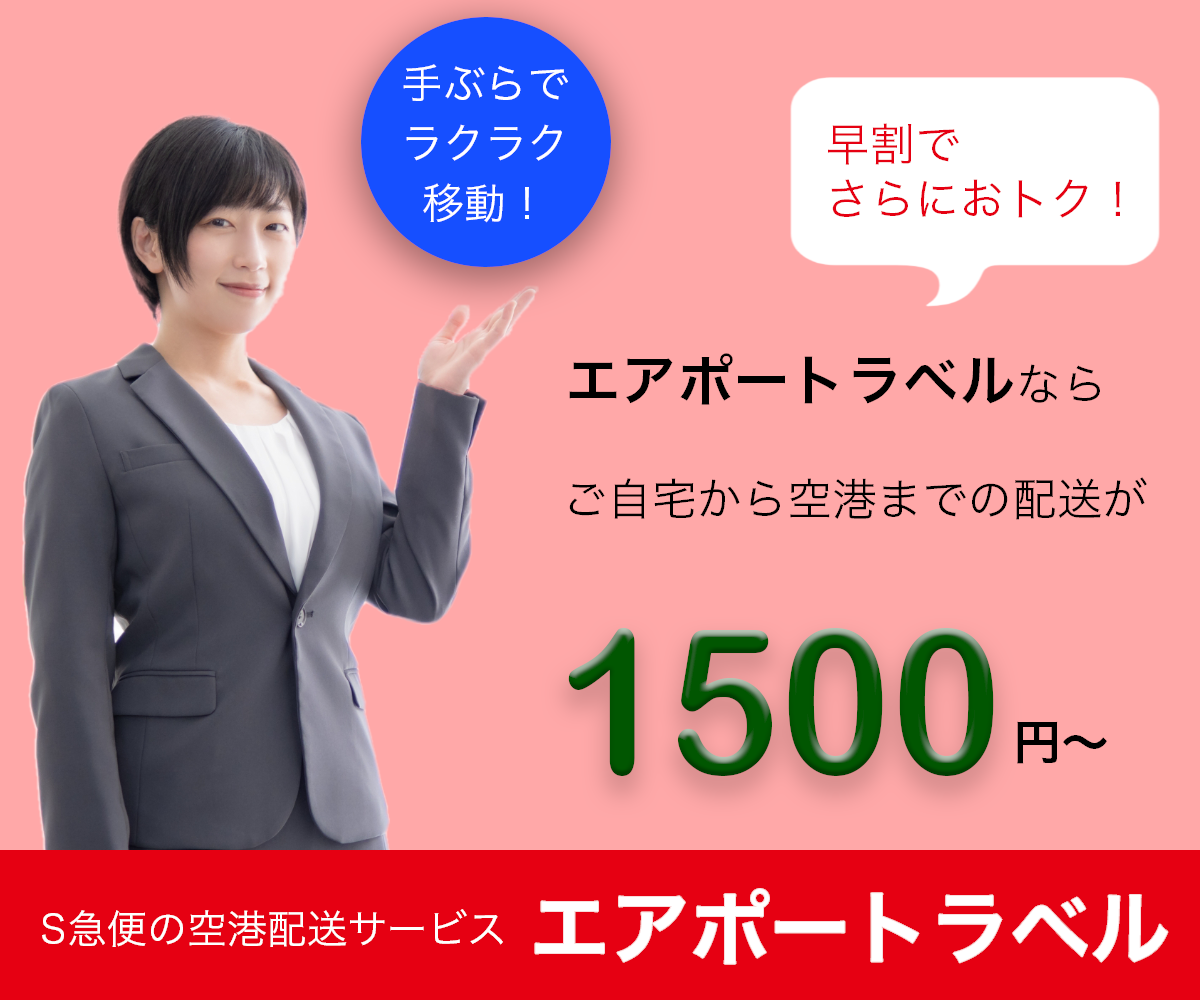 手ぶらで
ラクラク
移動！
早割で
さらにおトク！
エアポートラベルなら
ご自宅から空港までの配送が
1500円〜
S急便の空港配送サービス エアポートラベル